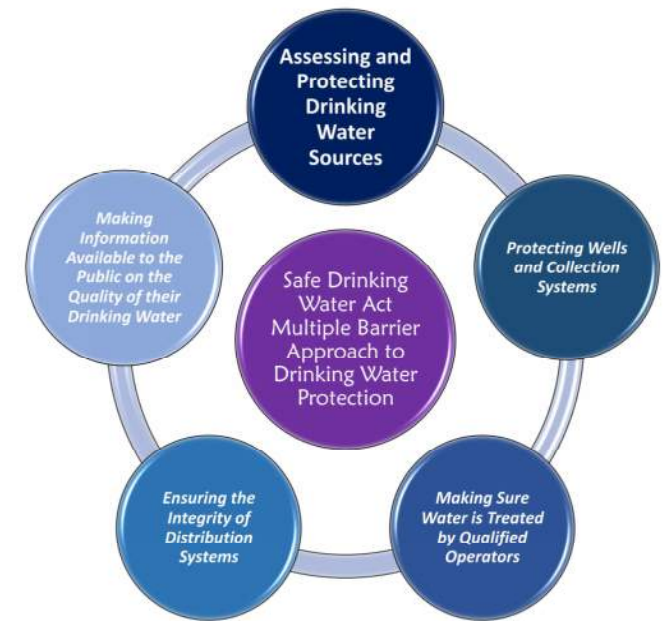 Assessing and
Protecting
Drinking
Water
Sources
Protecting Wells
and Collection
Systems
Making Sure
Water is Treated
by Qualified
Operators
Ensuring the
Integrity of
Distribution
Systems
Making
Information
Available to the
Public on the
Quality of their
Drinking Water
Safe Drinking
Water Act
Multiple Barrier
Approach to
Drinking Water
Protection